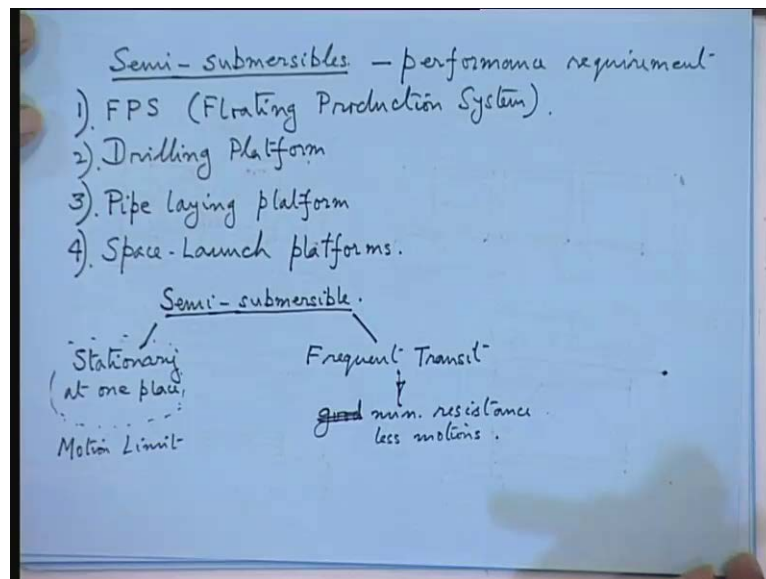 Semi-submersibles - performance requirement
1). FPS (Floating Production System).
2). Drilling Platform
3). Pipe laying platform
4). Space-Launch platforms.
Semi-submersible.
Stationary Frequent Transit
at one place,
min. resistance
Motion Limit less motions.